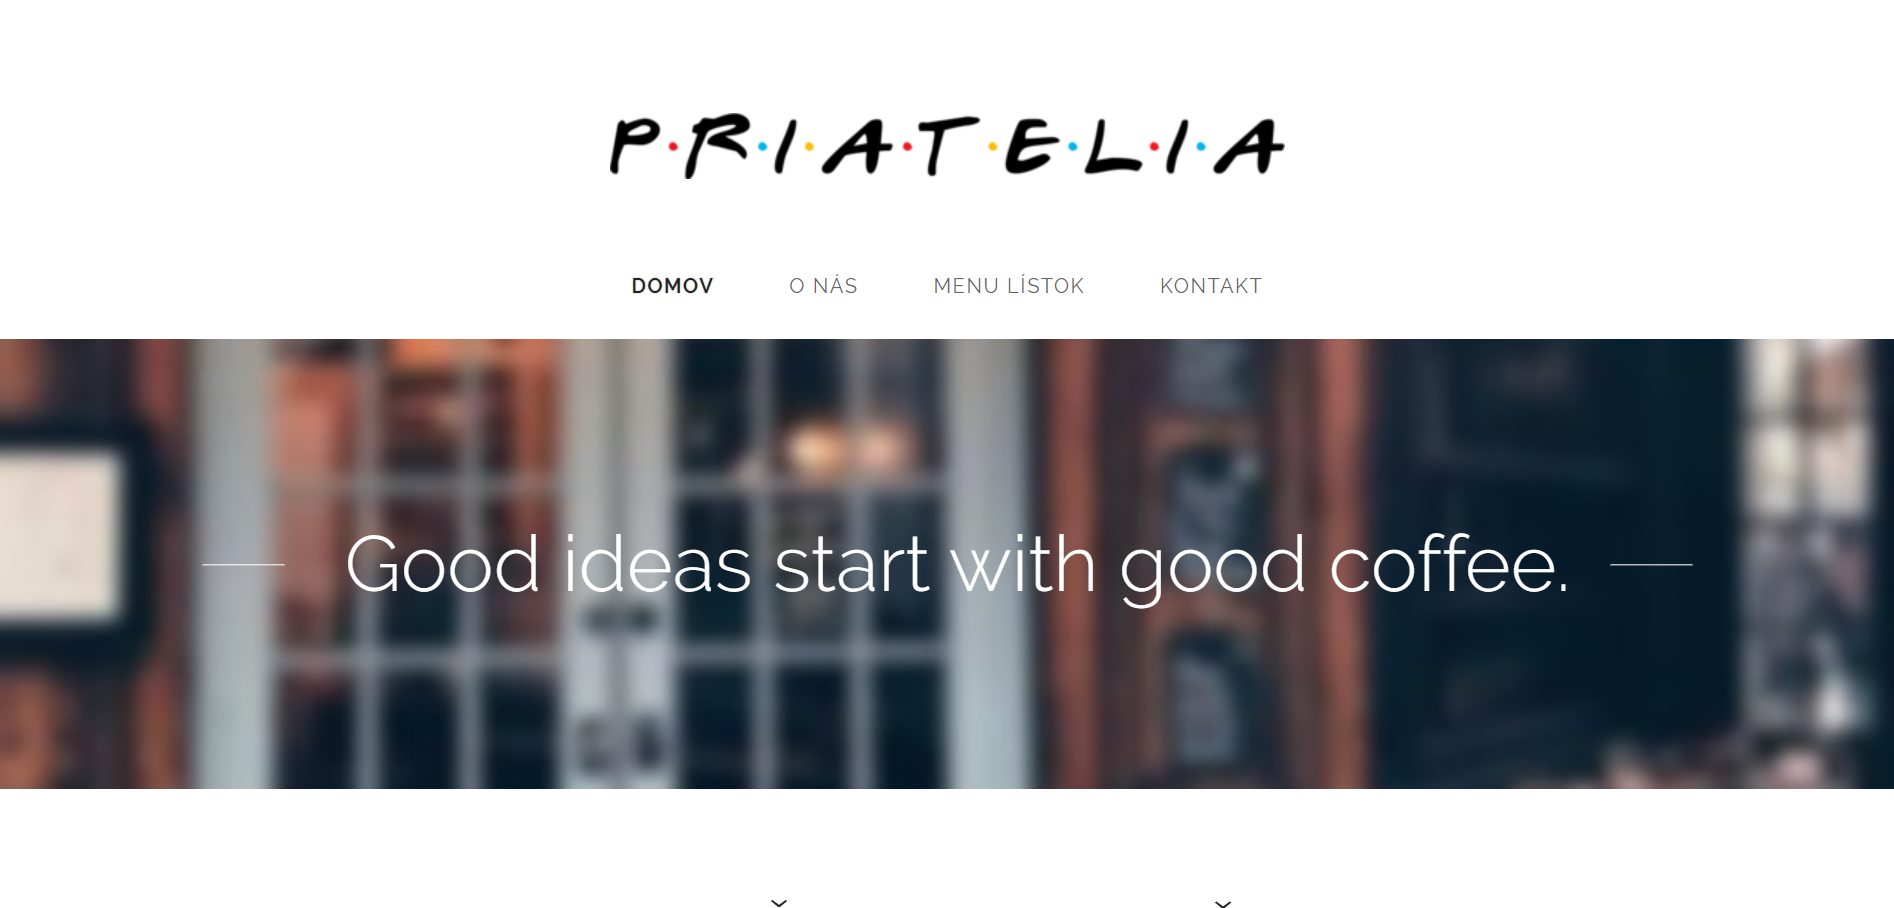 P·R·I·A·T·E·L·I·A
DOMOV O NÁS MENU LÍSTOK KONTAKT
Good ideas start with good coffee.